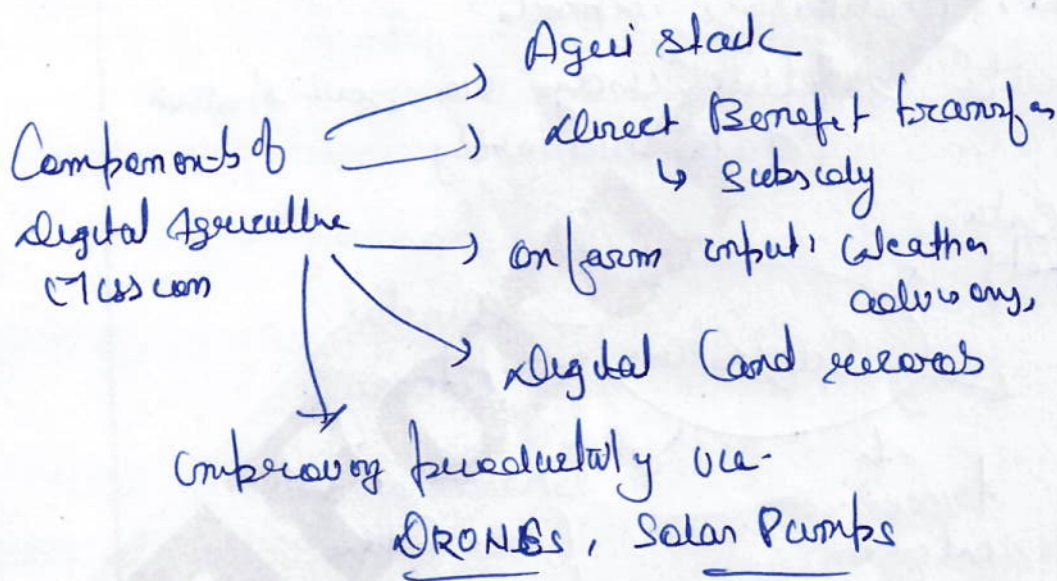 Components of
Digital Agriculture
Mission
Agri stack
Direct Benefit transfer
↳ Subsidy
on farm input: Weather
advisory,
Digital land records
improving productivity via-
DRONES, Solar Pumps